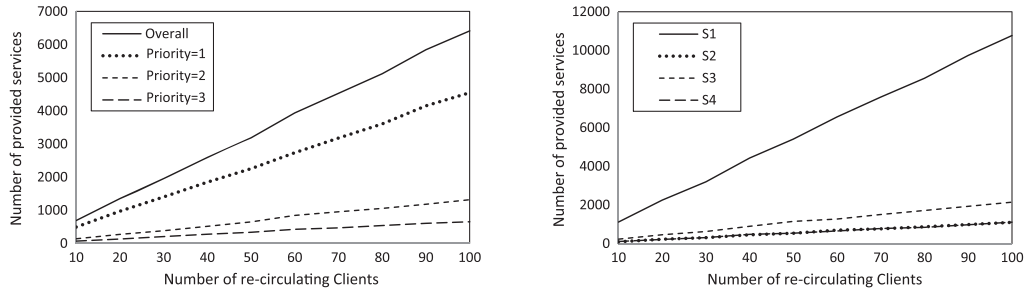 7000
6000
5000
4000
3000
2000
1000
0
Number of provided services
Overall
Priority=1
Priority=2
Priority=3
10 20 30 40 50 60 70 80 90 100
Number of re-circulating Clients
12000
10000
8000
6000
4000
2000
0
Number of provided services
S1
S2
S3
S4
10 20 30 40 50 60 70 80 90 100
Number of re-circulating Clients